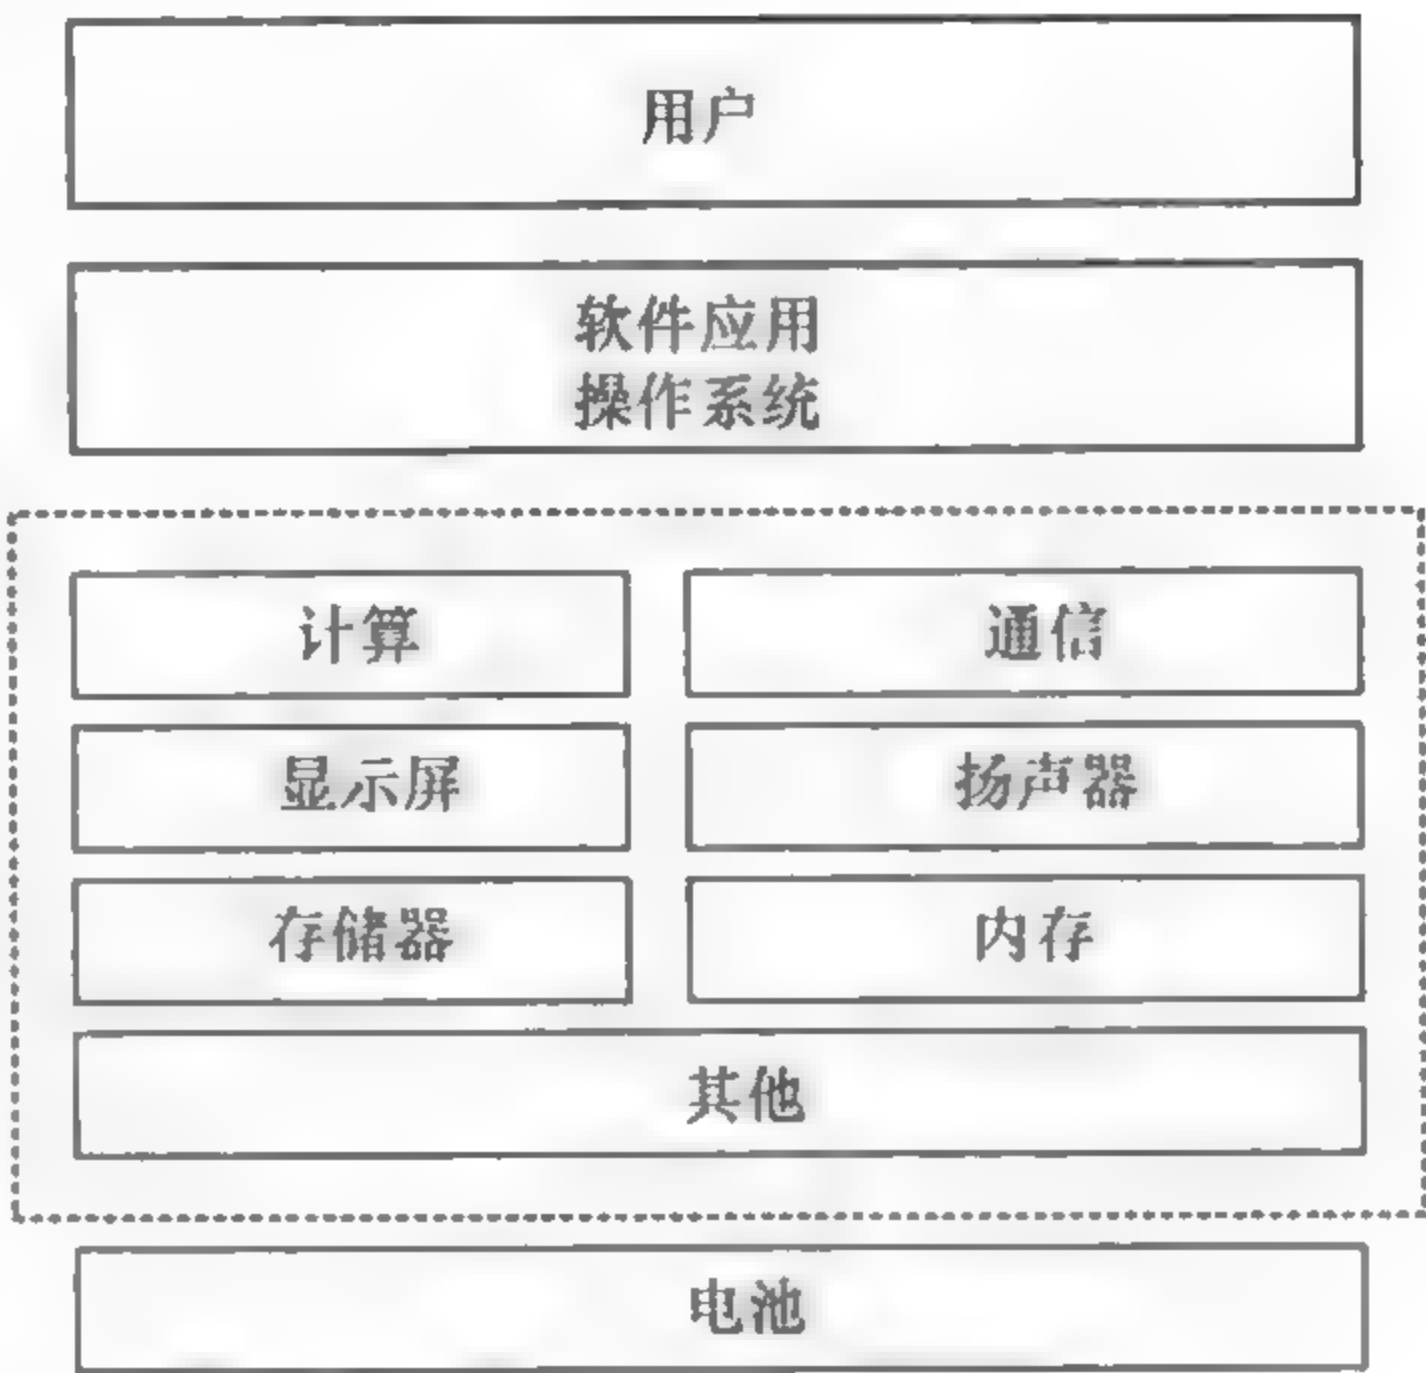 用户
软件应用
操作系统
计算
通信
显示屏
扬声器
存储器
内存
其他
电池